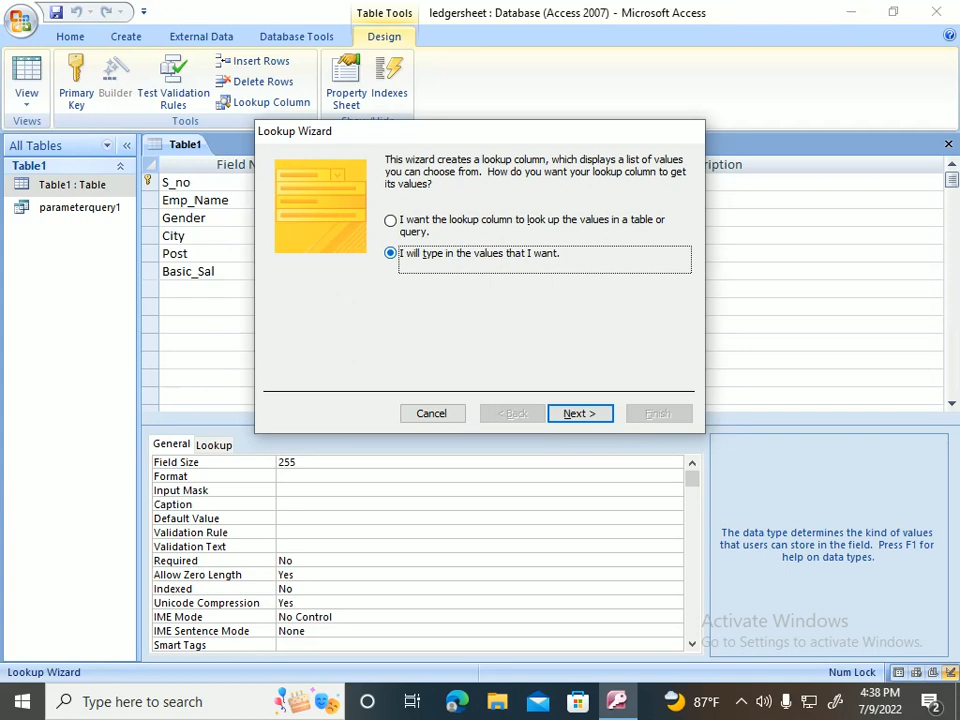 Table Tools
ledgersheet : Database (Access 2007) - Microsoft Access
Home
Create
External Data
Database Tools
Design
View
Primary Key
Builder
Test Validation Rules
Insert Rows
Delete Rows
Lookup Column
Property Sheet
Indexes
Views
Tools
All Tables
Table1
Table1 : Table
parameterquery1
Table1
Field N
S_no
Emp_Name
Gender
City
Post
Basic_Sal
Lookup Wizard
This wizard creates a lookup column, which displays a list of values
you can choose from. How do you want your lookup column to get
its values?
I want the lookup column to look up the values in a table or
query.
I will type in the values that I want.
Cancel
< Back
Next >
Finish
General
Lookup
Field Size 255
Format
Input Mask
Caption
Default Value
Validation Rule
Validation Text
Required No
Allow Zero Length Yes
Indexed No
Unicode Compression Yes
IME Mode No Control
IME Sentence Mode None
Smart Tags
The data type determines the kind of values
that users can store in the field. Press F1 for
help on data types.
Activate Windows
Go to Settings to activate Windows.
Lookup Wizard
Num Lock
Type here to search
87°F
4:38 PM
7/9/2022
2